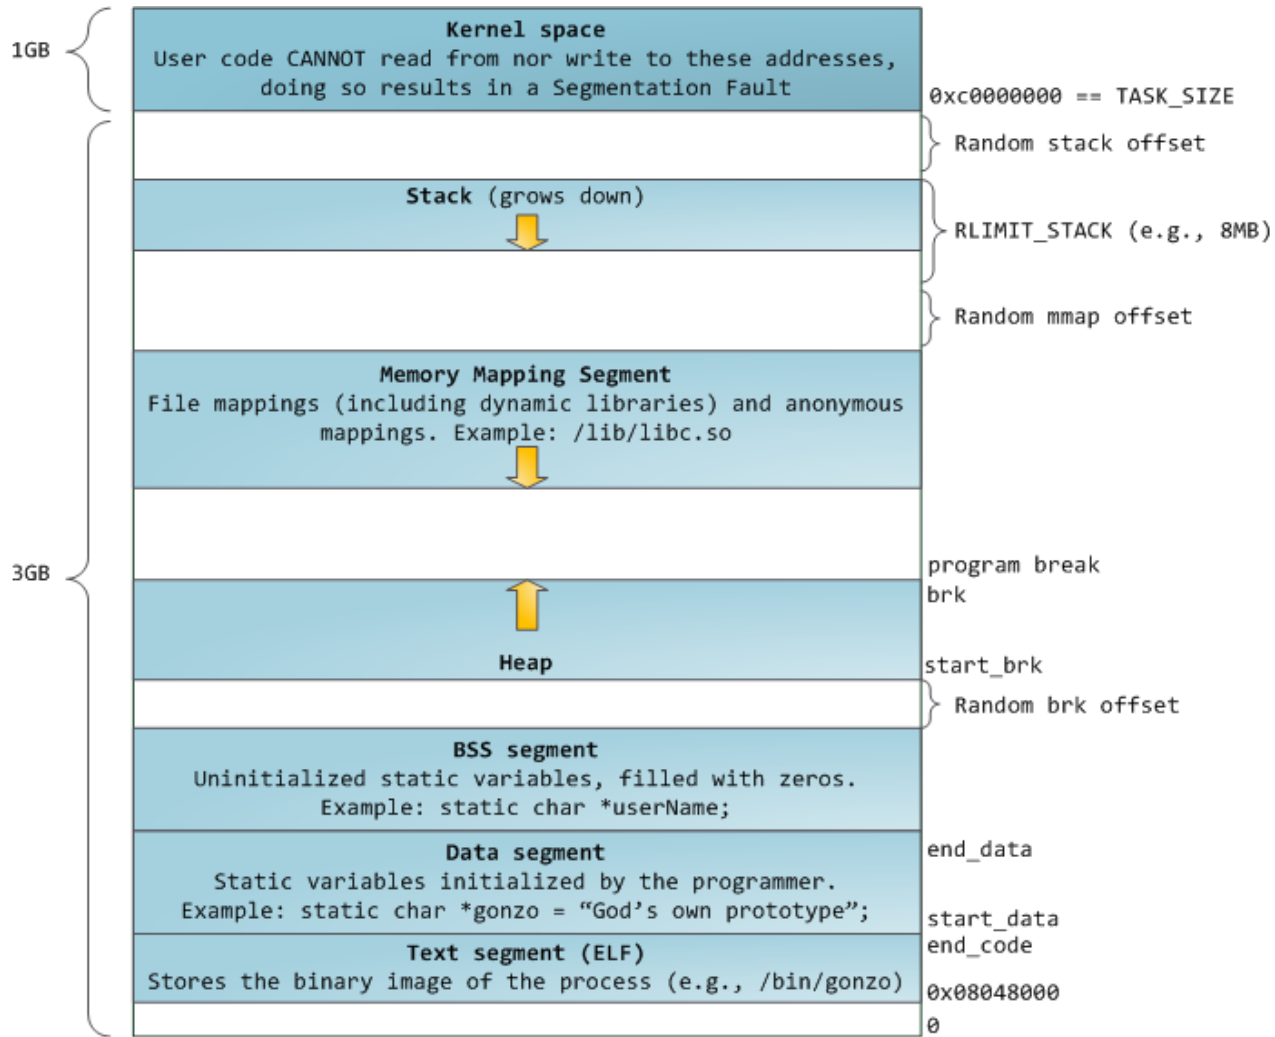 Kernel space
1GB
User code CANNOT read from nor write to these addresses,
doing so results in a Segmentation Fault
0xc0000000 == TASK_SIZE
Random stack offset
Stack (grows down)
RLIMIT_STACK (e.g., 8MB)
Random mmap offset
Memory Mapping Segment
File mappings (including dynamic libraries) and anonymous
mappings. Example: /lib/libc.so
3GB
program break
brk
Heap
start_brk
Random brk offset
BSS segment
Uninitialized static variables, filled with zeros.
Example: static char *userName;
Data segment
end_data
Static variables initialized by the programmer.
Example: static char *gonzo = “God’s own prototype”;
start_data
end_code
Text segment (ELF)
Stores the binary image of the process (e.g., /bin/gonzo)
0x08048000
0